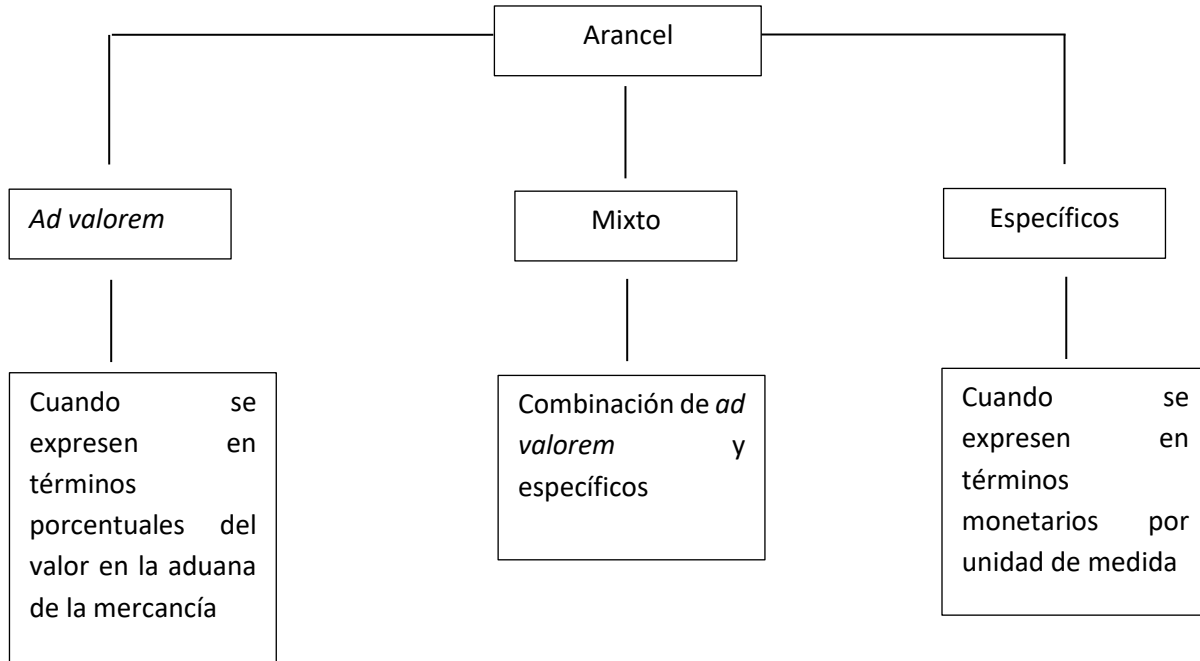 Arancel
Ad valorem
Mixto
Específicos
Cuando se
expresen en
términos
porcentuales del
valor en la aduana
de la mercancía
Combinación de ad
valorem y
específicos
Cuando se
expresen en
términos
monetarios por
unidad de medida